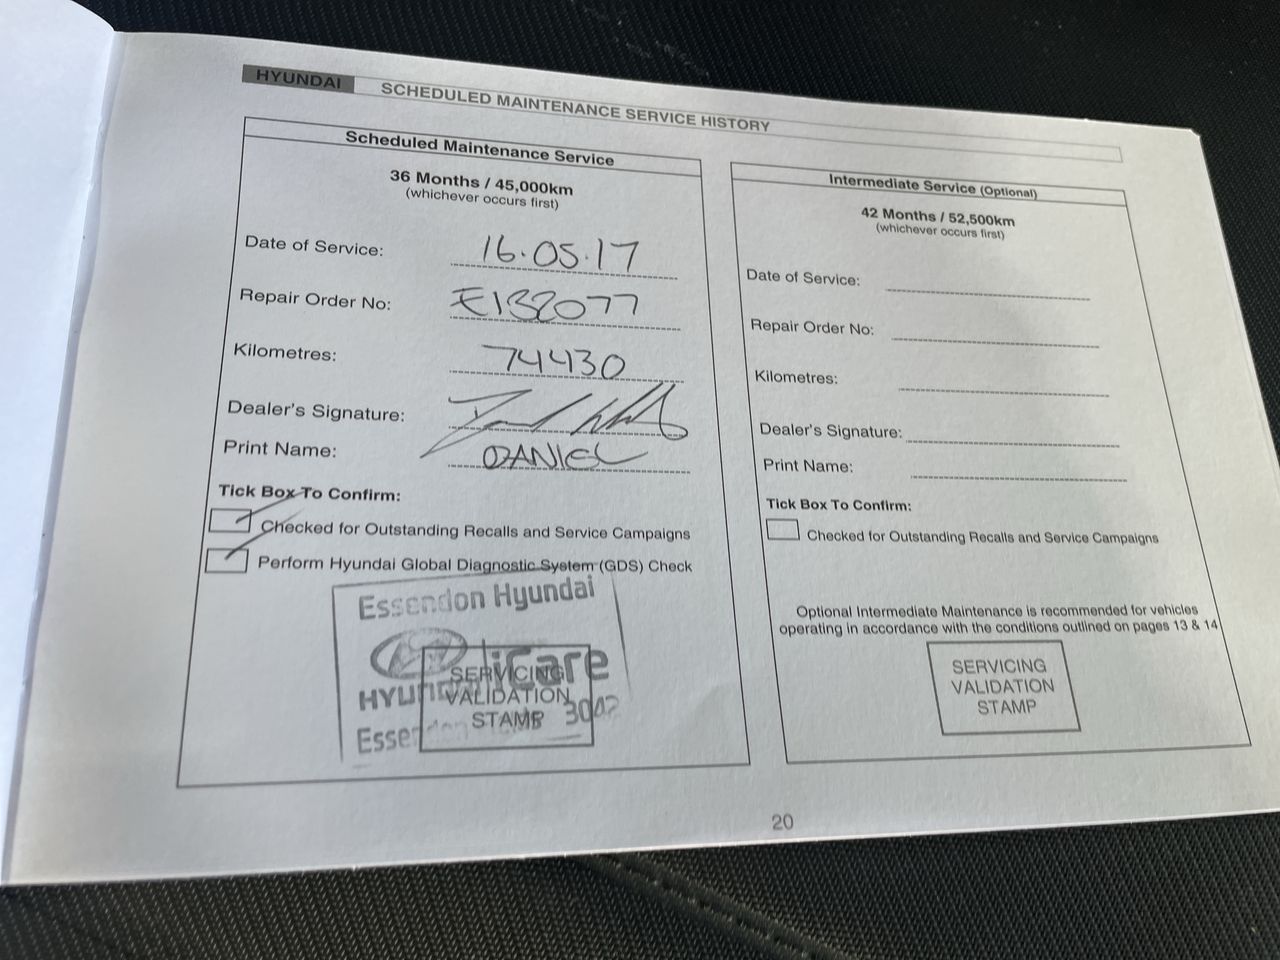 HYUNDAI SCHEDULED MAINTENANCE SERVICE HISTORY
Scheduled Maintenance Service
36 Months / 45,000km
(whichever occurs first)
Date of Service: 16.05.17
Repair Order No: E132077
Kilometres: 74430
Dealer's Signature:
Print Name: DANIEL
Tick Box To Confirm:
Checked for Outstanding Recalls and Service Campaigns
Perform Hyundai Global Diagnostic System (GDS) Check
Essendon Hyundai
iCare
HYUNDAI
Essendon 3042
SERVICING
VALIDATION
STAMP
Intermediate Service (Optional)
42 Months / 52,500km
(whichever occurs first)
Date of Service:
Repair Order No:
Kilometres:
Dealer's Signature:
Print Name:
Tick Box To Confirm:
Checked for Outstanding Recalls and Service Campaigns
Optional Intermediate Maintenance is recommended for vehicles
operating in accordance with the conditions outlined on pages 13 & 14
SERVICING
VALIDATION
STAMP
20